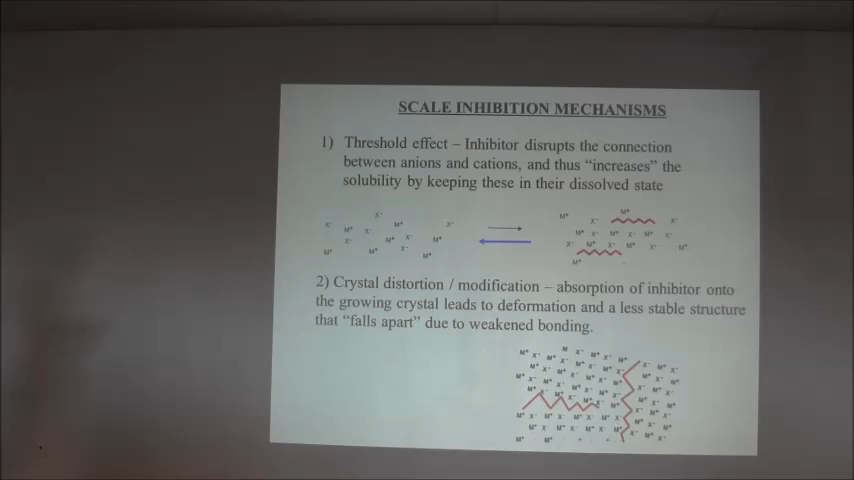 SCALE INHIBITION MECHANISMS
1) Threshold effect – Inhibitor disrupts the connection
between anions and cations, and thus “increases” the
solubility by keeping these in their dissolved state
2) Crystal distortion / modification – absorption of inhibitor onto
the growing crystal leads to deformation and a less stable structure
that “falls apart” due to weakened bonding.